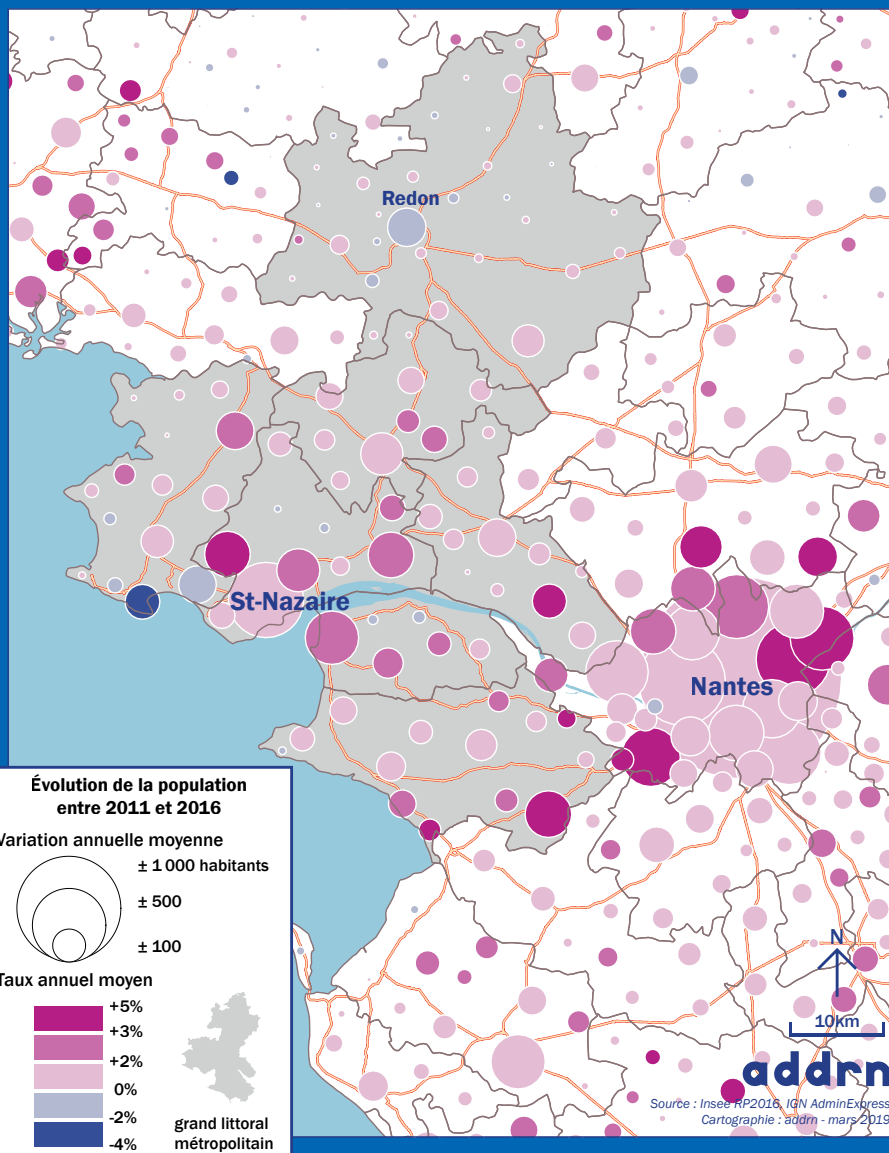 Redon
St-Nazaire
Nantes
Évolution de la population
entre 2011 et 2016
Variation annuelle moyenne
± 1 000 habitants
± 500
± 100
Taux annuel moyen
+5%
+3%
+2%
0%
-2%
-4%
grand littoral
métropolitain
N
10km
addrn
Source : Insee RP2016, IGN AdminExpress
Cartographie : addrn - mars 2019